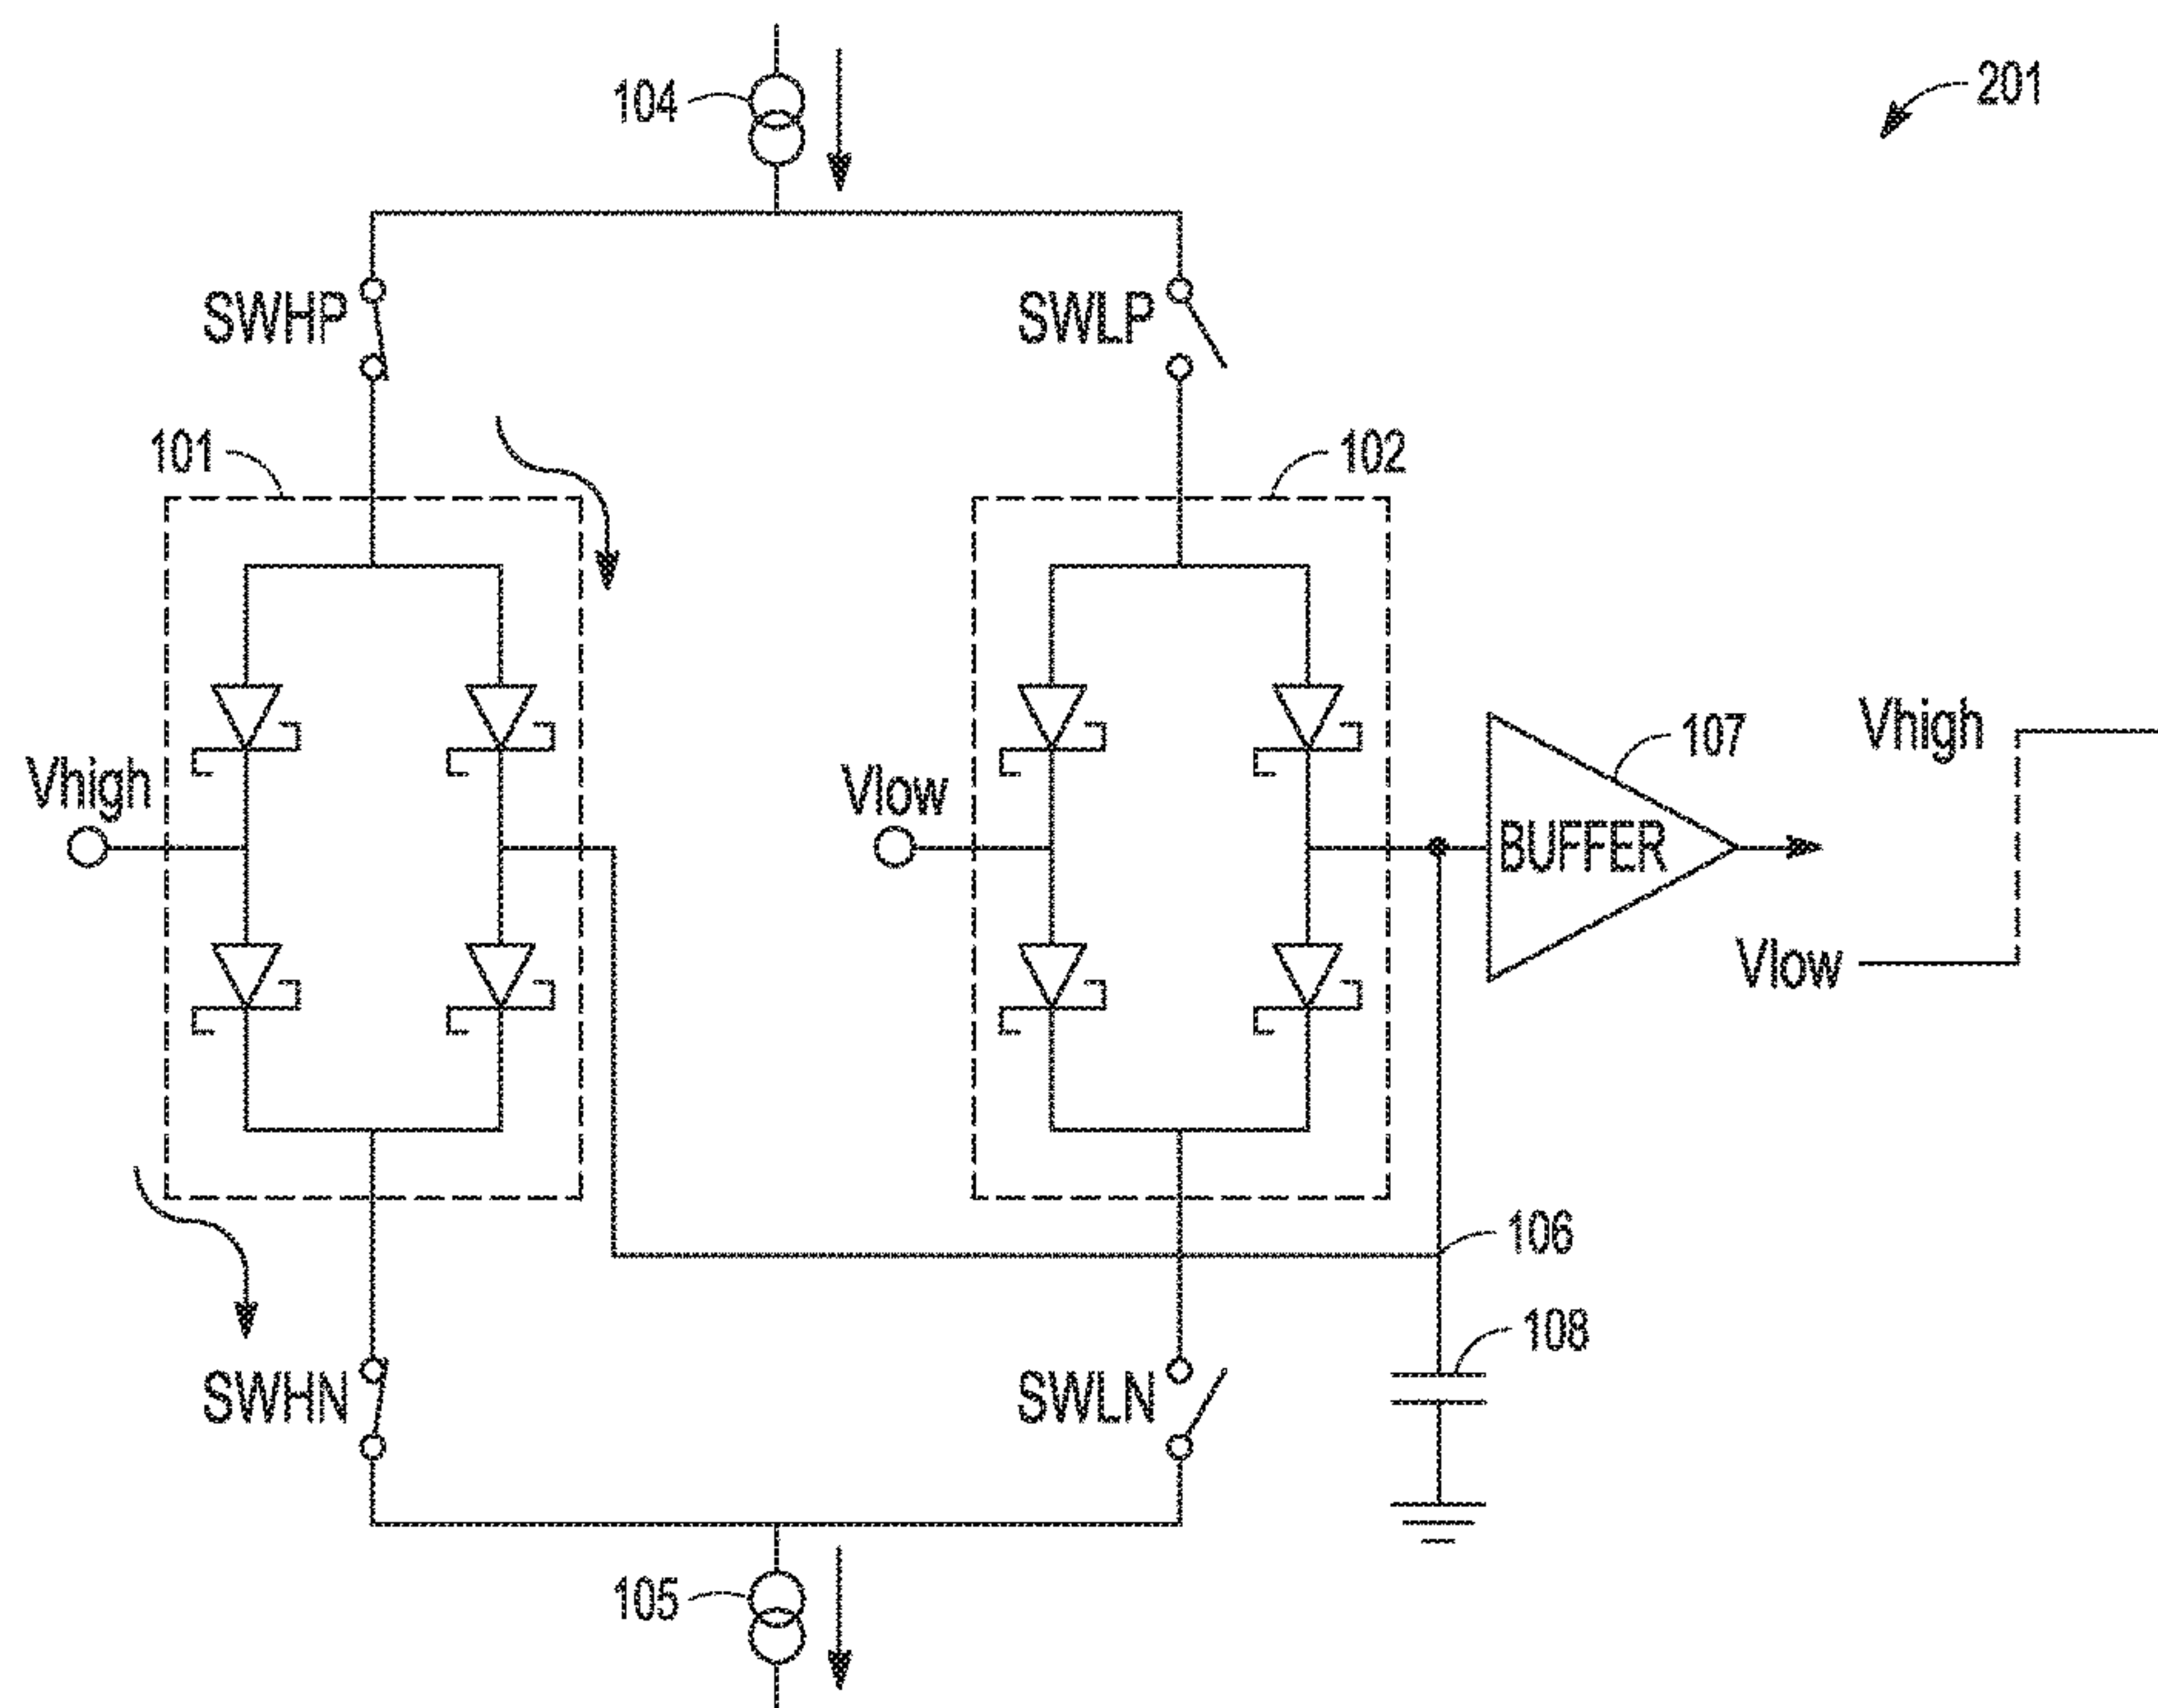 104
201
SWHP
SWLP
101
102
Vhigh
Vlow
BUFFER
107
Vhigh
Vlow
106
108
SWHN
SWLN
105